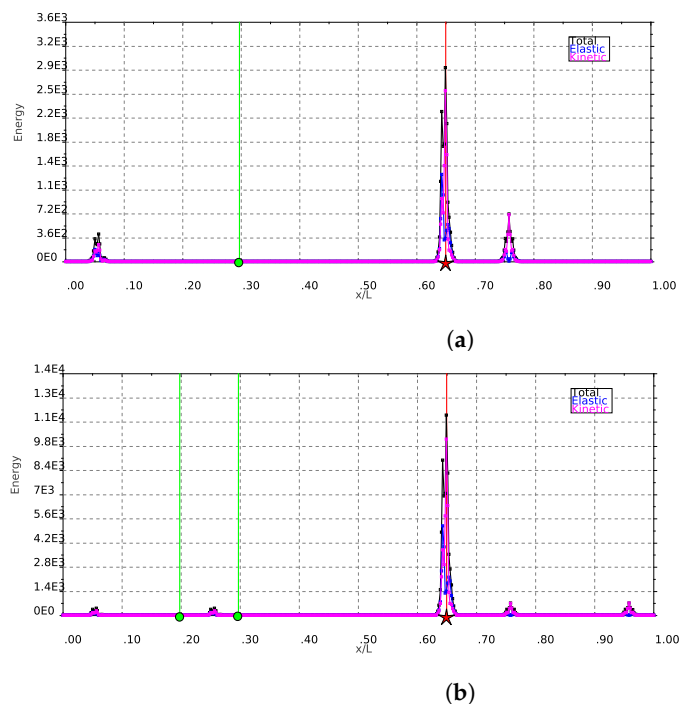 3.6E3
3.2E3
2.9E3
2.5E3
2.2E3
1.8E3
1.4E3
1.1E3
7.2E2
3.6E2
0E0
Energy
Total
Elastic
Kinetic
.00 .10 .20 .30 .40 .50 .60 .70 .80 .90 1.00
x/L
(a)
1.4E4
1.3E4
1.1E4
9.8E3
8.4E3
7E3
5.6E3
4.2E3
2.8E3
1.4E3
0E0
Energy
Total
Elastic
Kinetic
.00 .10 .20 .30 .40 .50 .60 .70 .80 .90 1.00
x/L
(b)